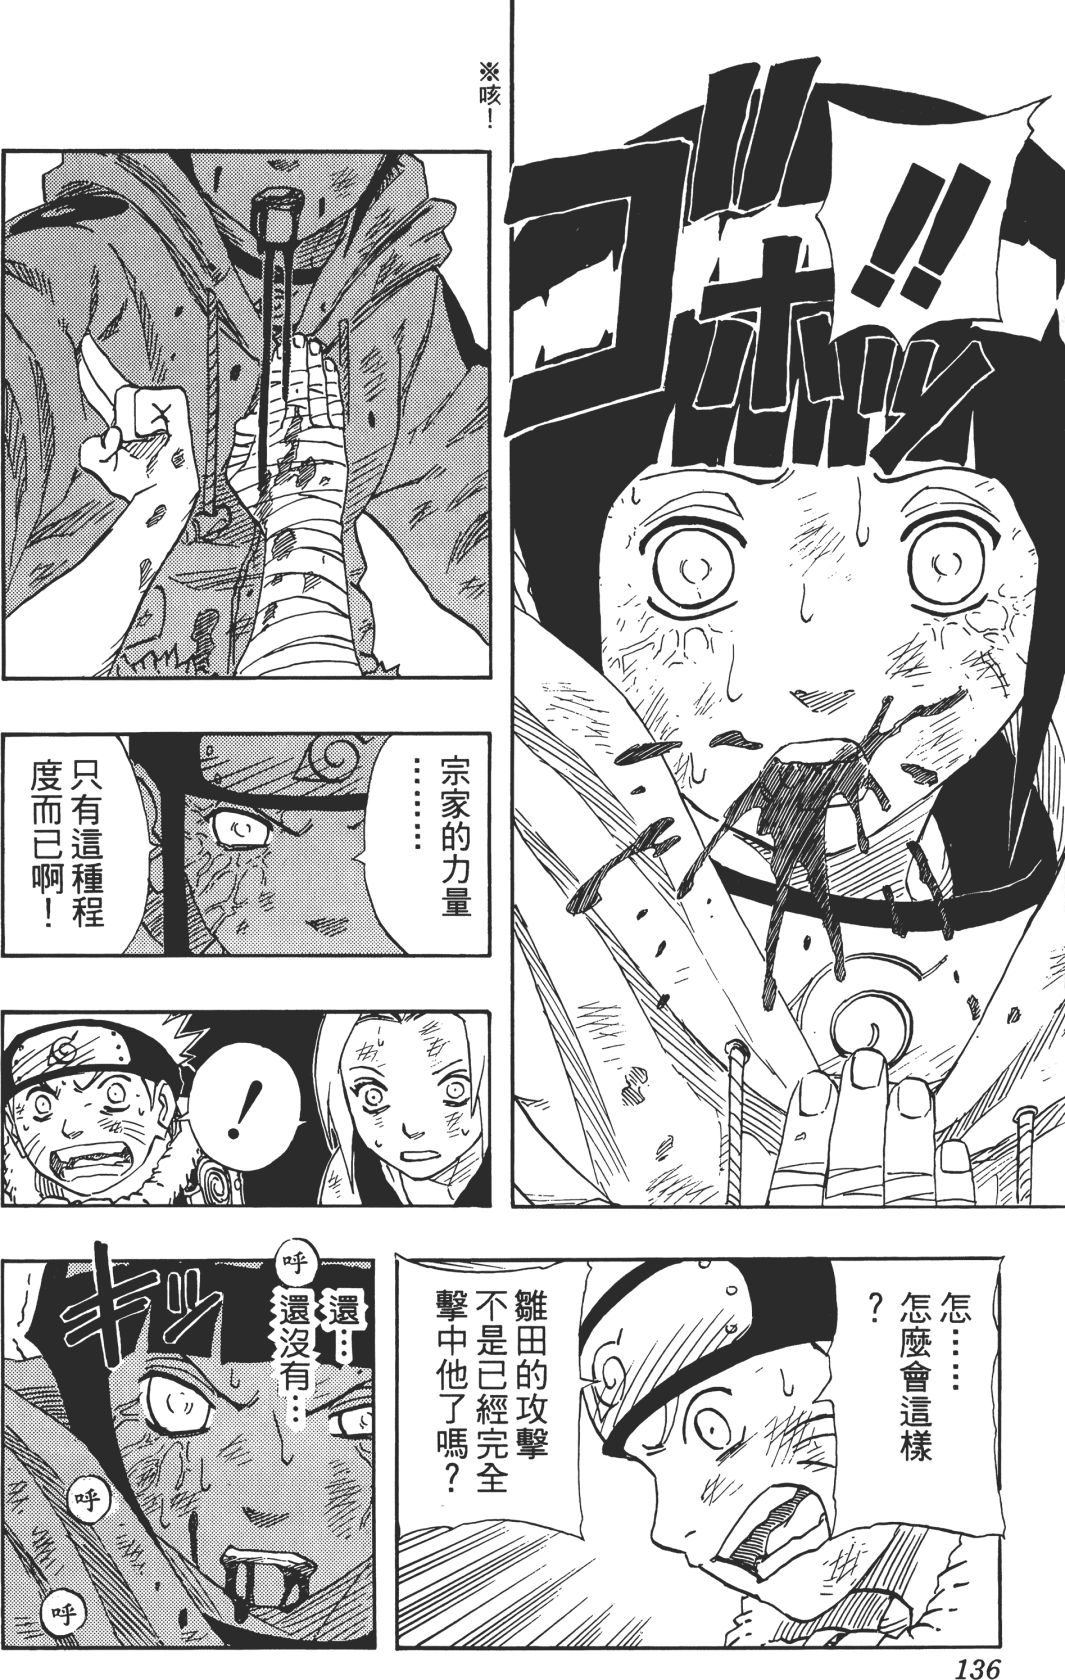 !!
ゴホッ
※咳！
宗家的力量
⋯⋯⋯
只有這種程
度而已啊！
！
怎⋯⋯
怎麼會這樣
？
雛田的攻擊
不是已經完全
擊中他了嗎？
呼
還⋯
還沒有⋯
キッ
呼
呼
136